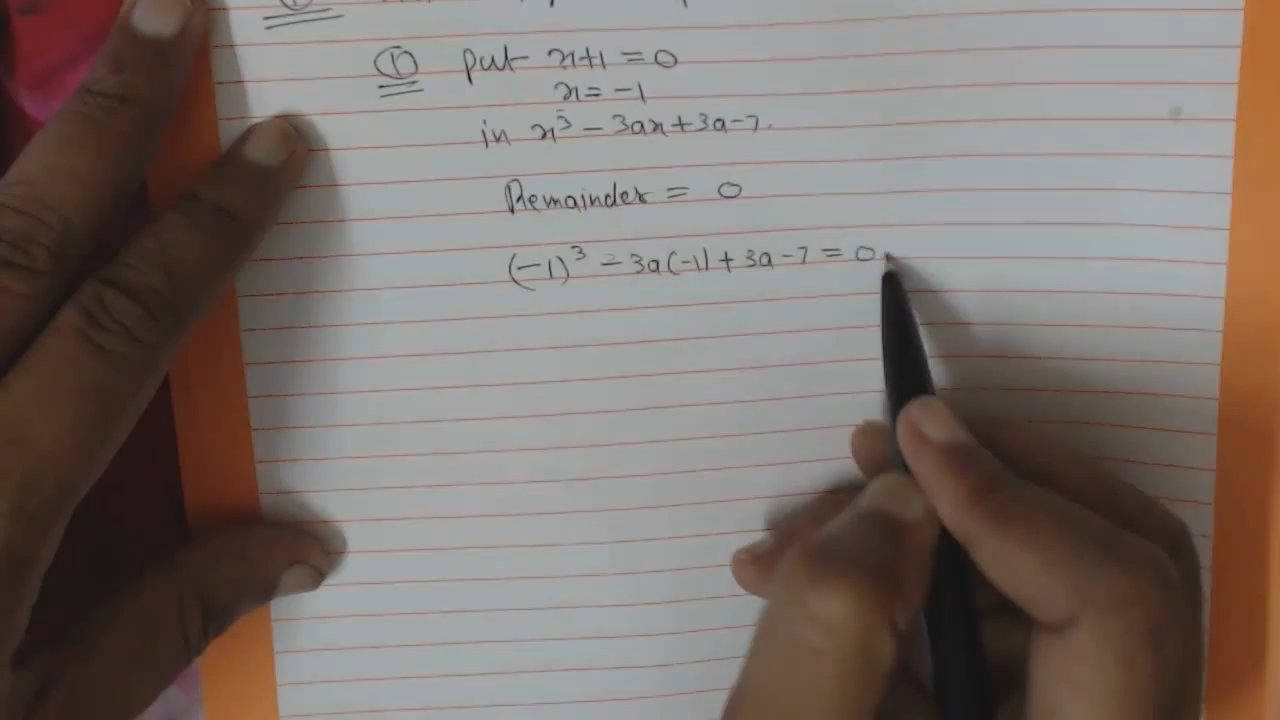 ① put x+1 = 0
x = -1
in x³ - 3ax + 3a - 7.
Remainder = 0
(-1)³ - 3a(-1) + 3a - 7 = 0